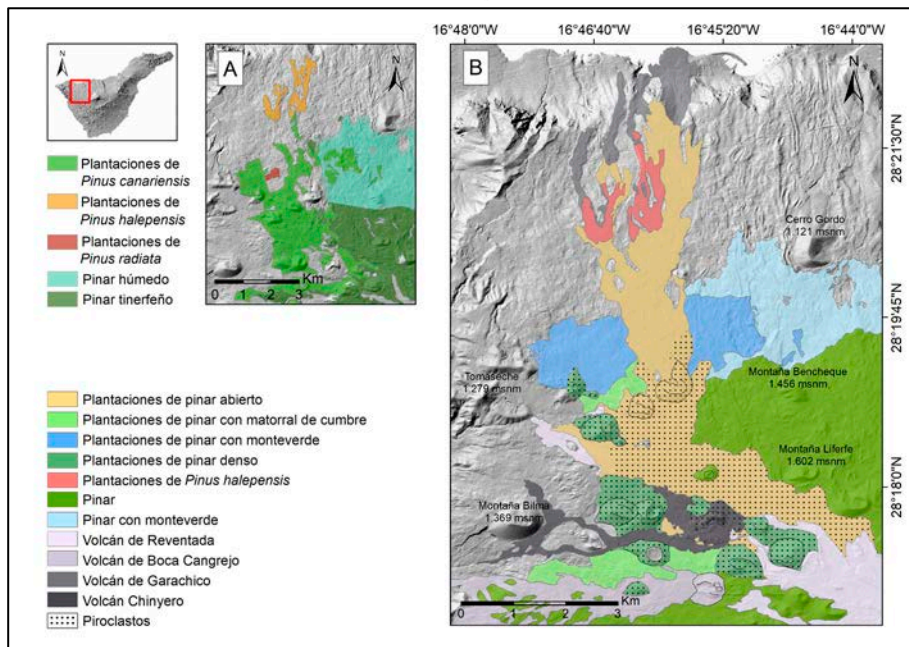 16°48'0"W
16°46'40"W
16°45'20"W
16°44'0"W
N
A
N
B
N
28°21'30"N
28°19'45"N
28°18'0"N
Plantaciones de
Pinus canariensis
Plantaciones de
Pinus halepensis
Plantaciones de
Pinus radiata
Pinar húmedo
Pinar tinerfeño
Km
0 1 2 3
Cerro Gordo
1.121 msnm
Tomaseche
1.279 msnm
Montaña Bencheque
1.456 msnm
Montaña Liferfe
1.602 msnm
Montaña Bilma
1.369 msnm
Plantaciones de pinar abierto
Plantaciones de pinar con matorral de cumbre
Plantaciones de pinar con monteverde
Plantaciones de pinar denso
Plantaciones de Pinus halepensis
Pinar
Pinar con monteverde
Volcán de Reventada
Volcán de Boca Cangrejo
Volcán de Garachico
Volcán Chinyero
Piroclastos
Km
0 1 2 3